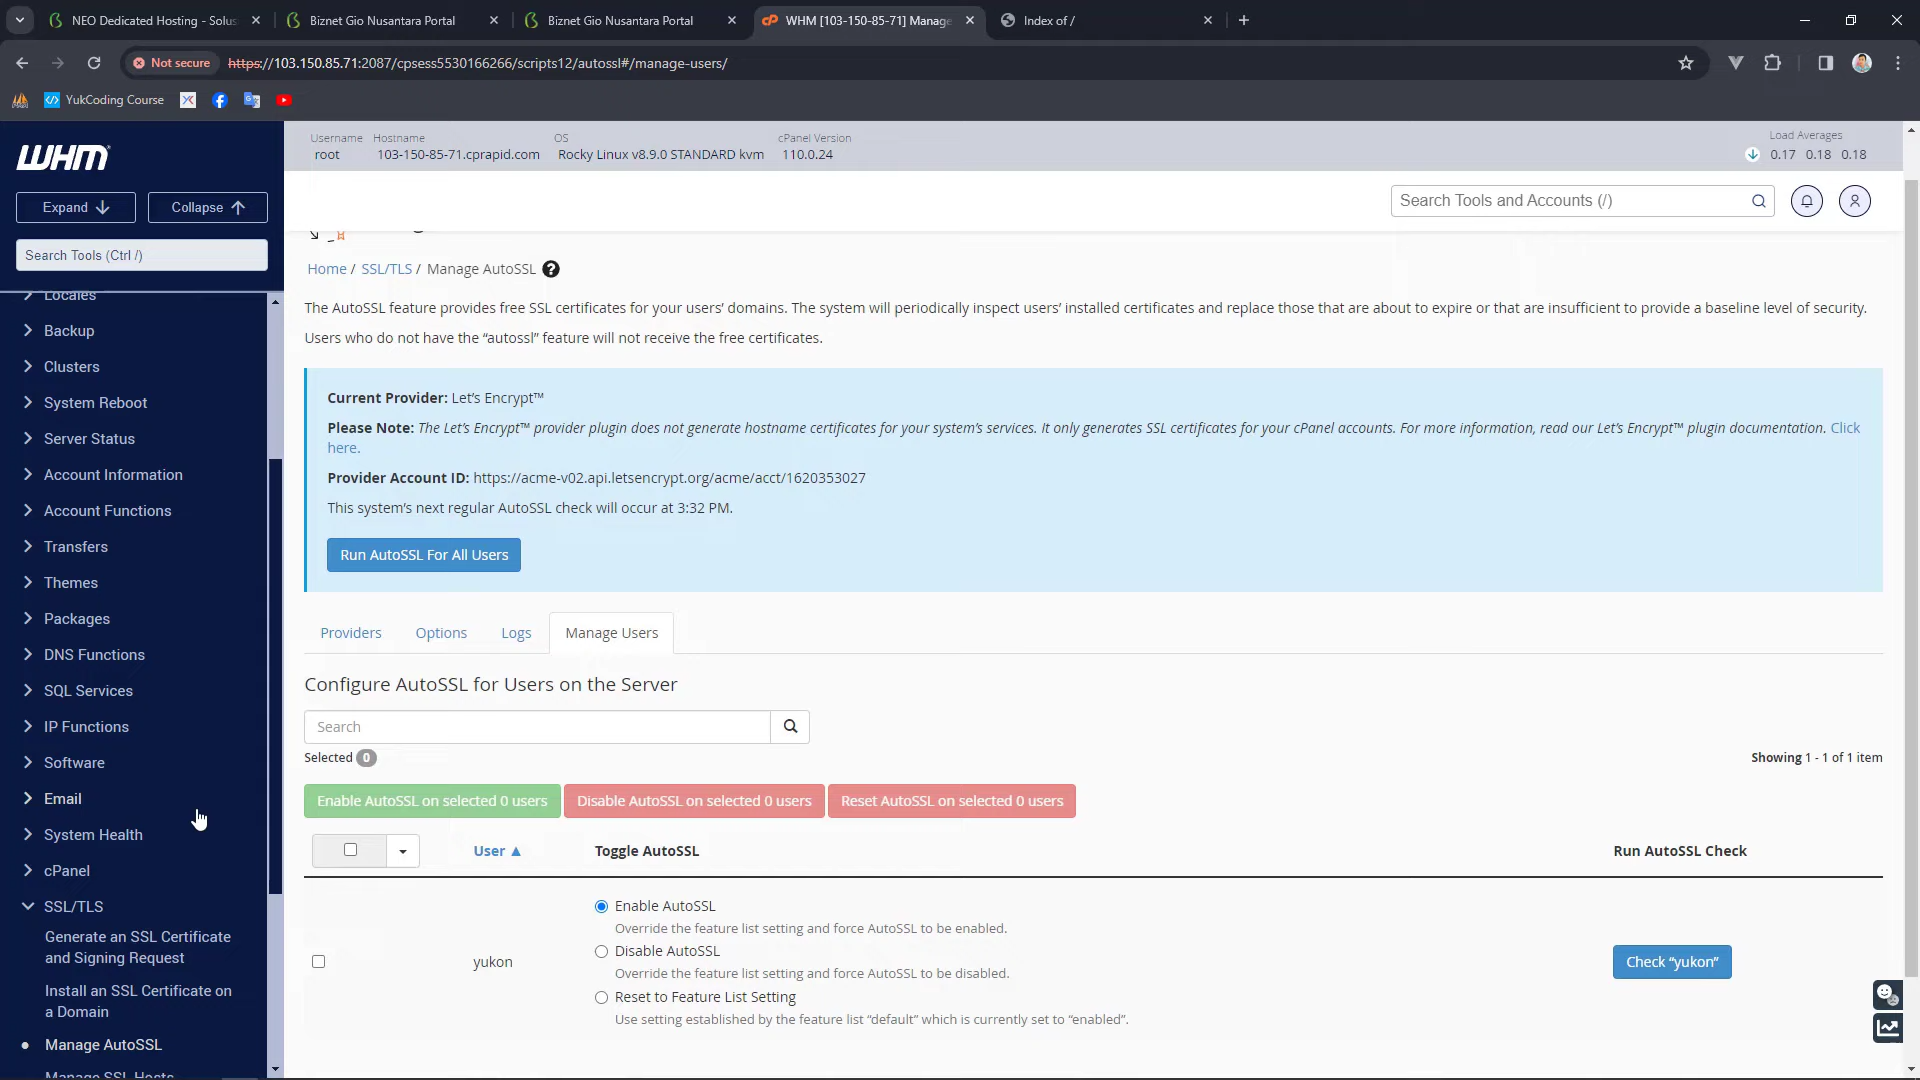 NEO Dedicated Hosting - Solus
Biznet Gio Nusantara Portal
Biznet Gio Nusantara Portal
WHM [103-150-85-71] Manage
Index of /
Not secure
https://103.150.85.71:2087/cpsess5530166266/scripts12/autossl#/manage-users/
YukCoding Course
WHM
Expand
Collapse
Search Tools (Ctrl /)
Locales
Backup
Clusters
System Reboot
Server Status
Account Information
Account Functions
Transfers
Themes
Packages
DNS Functions
SQL Services
IP Functions
Software
Email
System Health
cPanel
SSL/TLS
Generate an SSL Certificate
and Signing Request
Install an SSL Certificate on
a Domain
Manage AutoSSL
Manage SSL Hosts
Username Hostname OS cPanel Version Load Averages
root 103-150-85-71.cprapid.com Rocky Linux v8.9.0 STANDARD kvm 110.0.24 0.17 0.18 0.18
Search Tools and Accounts (/)
Home / SSL/TLS / Manage AutoSSL
The AutoSSL feature provides free SSL certificates for your users’ domains. The system will periodically inspect users’ installed certificates and replace those that are about to expire or that are insufficient to provide a baseline level of security.
Users who do not have the “autossl” feature will not receive the free certificates.
Current Provider: Let’s Encrypt™
Please Note: The Let’s Encrypt™ provider plugin does not generate hostname certificates for your system’s services. It only generates SSL certificates for your cPanel accounts. For more information, read our Let’s Encrypt™ plugin documentation. Click
here.
Provider Account ID: https://acme-v02.api.letsencrypt.org/acme/acct/1620353027
This system’s next regular AutoSSL check will occur at 3:32 PM.
Run AutoSSL For All Users
Providers Options Logs Manage Users
Configure AutoSSL for Users on the Server
Search
Selected 0
Showing 1 - 1 of 1 item
Enable AutoSSL on selected 0 users Disable AutoSSL on selected 0 users Reset AutoSSL on selected 0 users
User ▲ Toggle AutoSSL Run AutoSSL Check
Enable AutoSSL
Override the feature list setting and force AutoSSL to be enabled.
Disable AutoSSL
yukon
Check “yukon”
Override the feature list setting and force AutoSSL to be disabled.
Reset to Feature List Setting
Use setting established by the feature list “default” which is currently set to “enabled”.